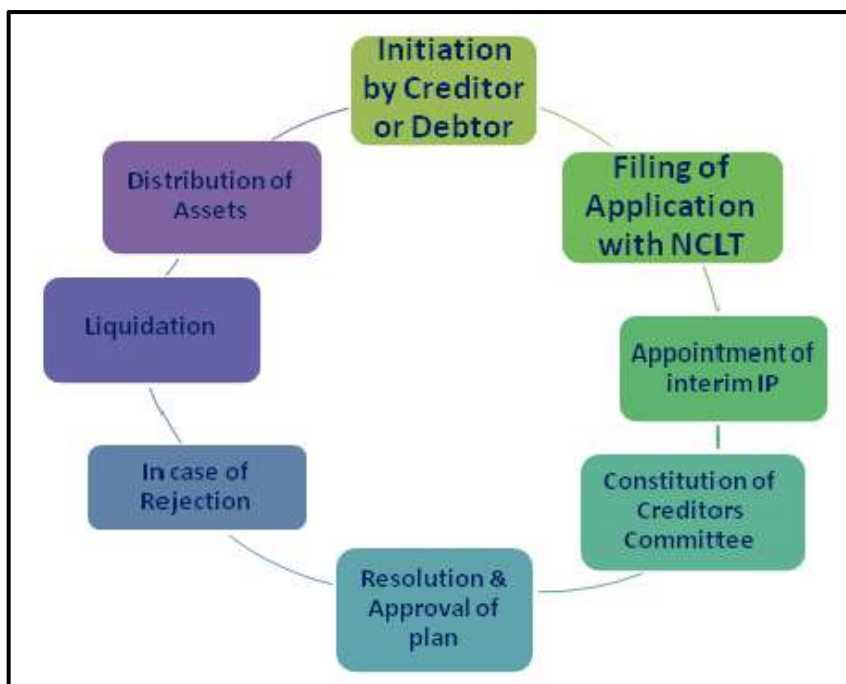 Initiation
by Creditor
or Debtor
Filing of
Application
with NCLT
Appointment of
interim IP
Constitution of
Creditors
Committee
Resolution &
Approval of
plan
In case of
Rejection
Liquidation
Distribution of
Assets